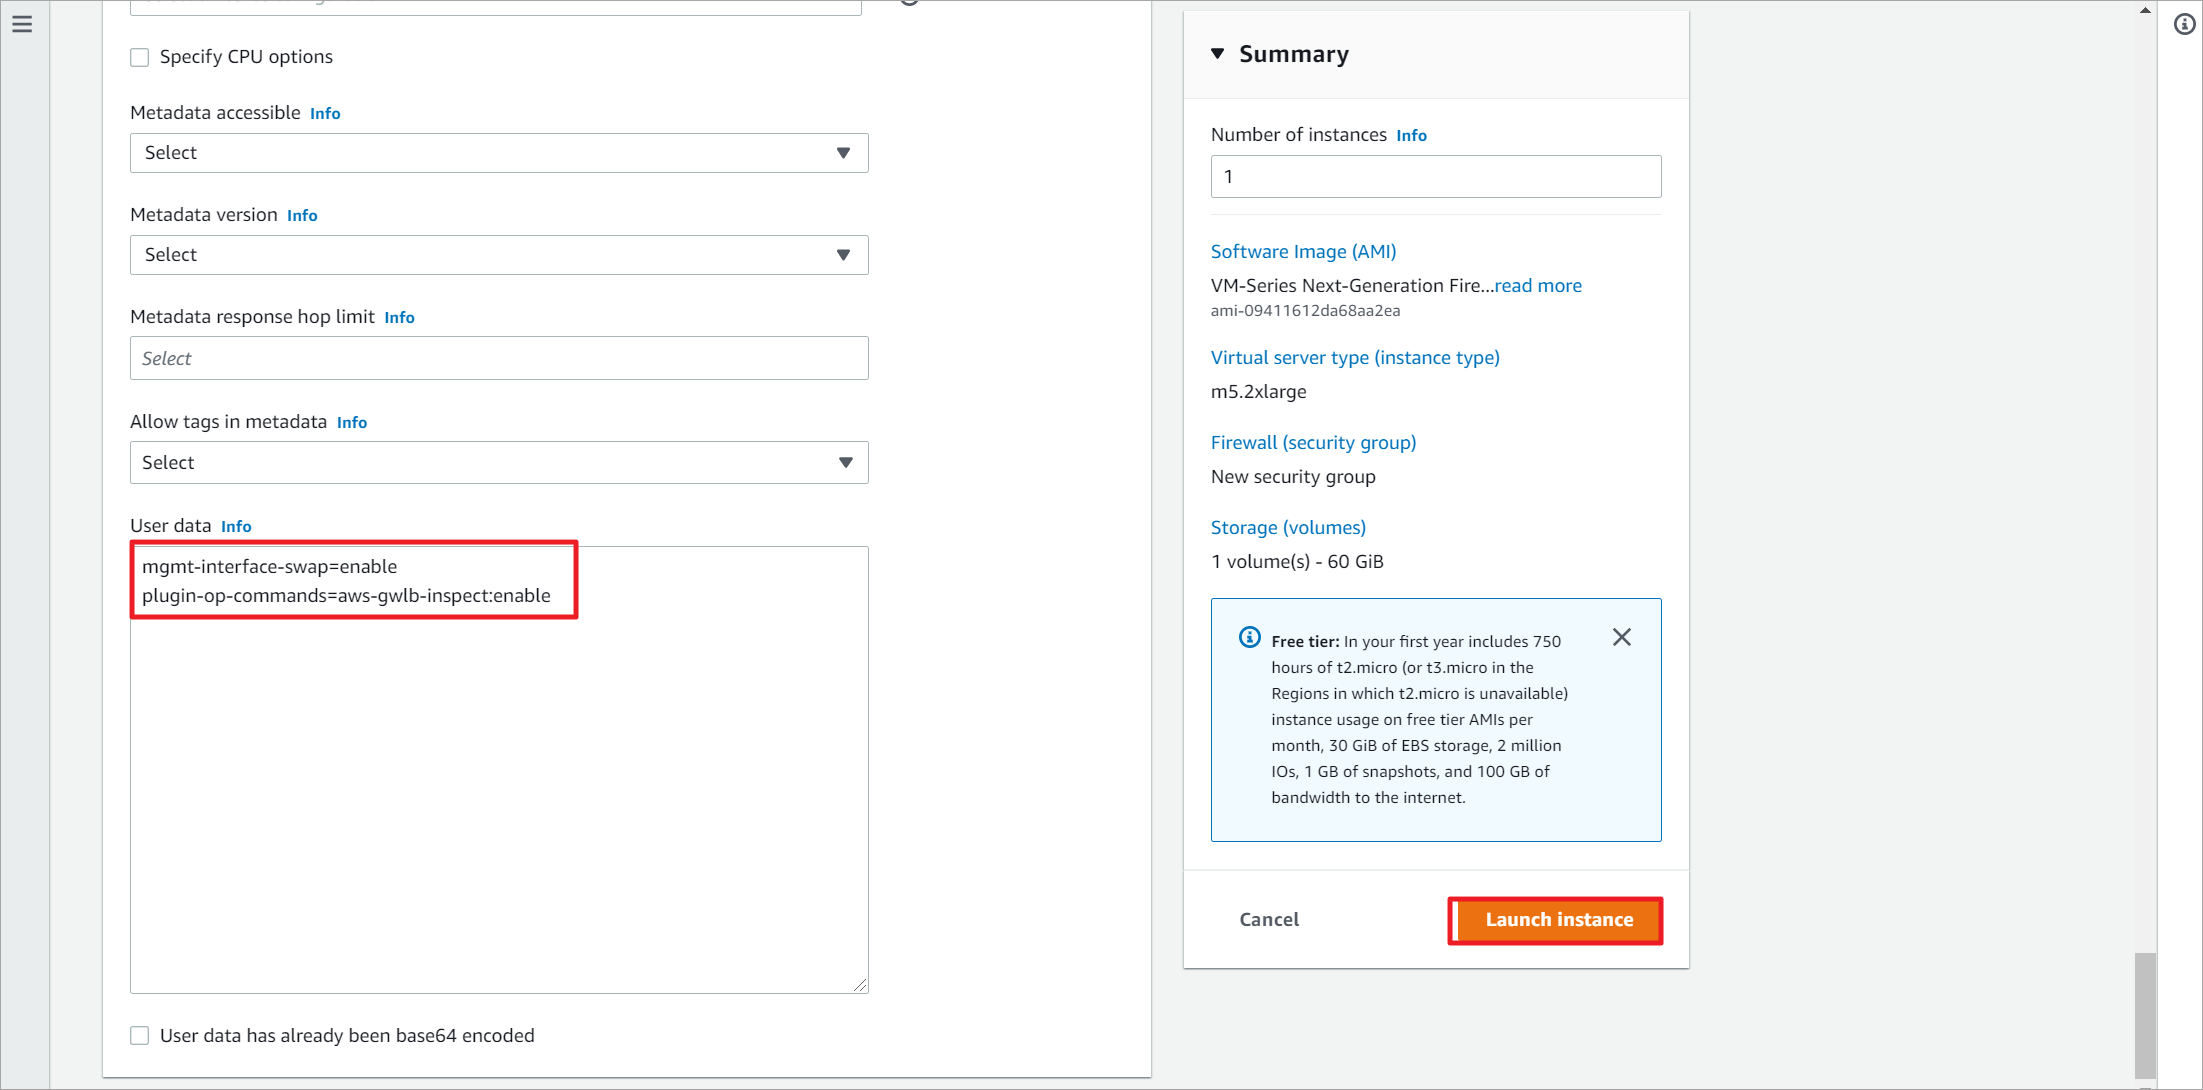 Specify CPU options
Metadata accessible Info
Select
Metadata version Info
Select
Metadata response hop limit Info
Select
Allow tags in metadata Info
Select
User data Info
mgmt-interface-swap=enable
plugin-op-commands=aws-gwlb-inspect:enable
User data has already been base64 encoded
Summary
Number of instances Info
1
Software Image (AMI)
VM-Series Next-Generation Fire...read more
ami-09411612da68aa2ea
Virtual server type (instance type)
m5.2xlarge
Firewall (security group)
New security group
Storage (volumes)
1 volume(s) - 60 GiB
Free tier: In your first year includes 750
hours of t2.micro (or t3.micro in the
Regions in which t2.micro is unavailable)
instance usage on free tier AMIs per
month, 30 GiB of EBS storage, 2 million
IOs, 1 GB of snapshots, and 100 GB of
bandwidth to the internet.
Cancel
Launch instance